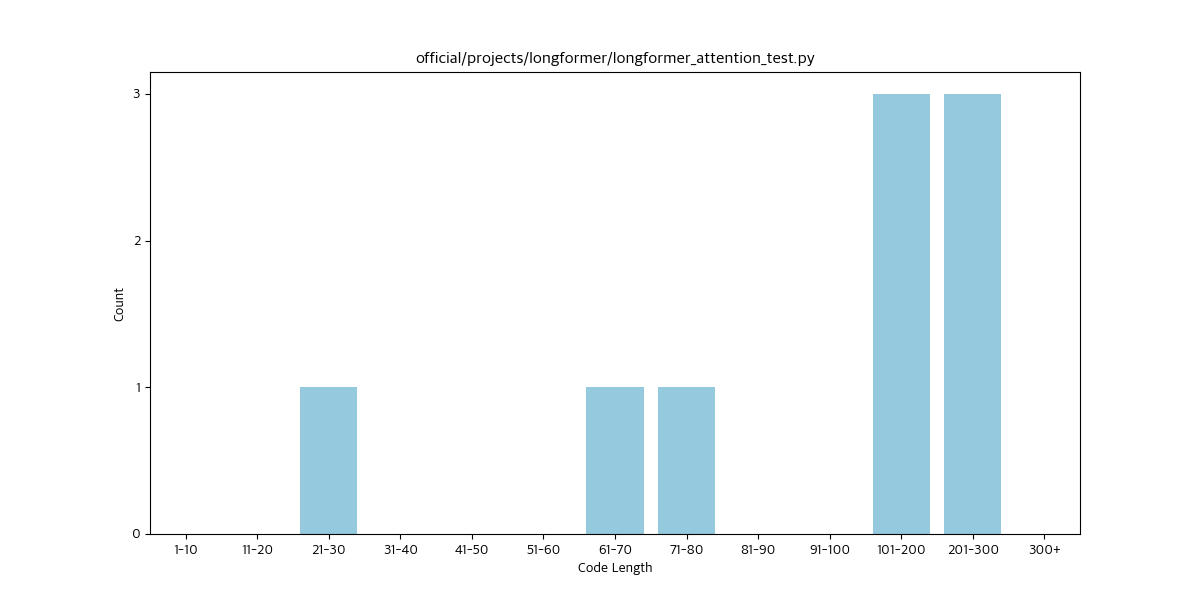 official/projects/longformer/longformer_attention_test.py
3
2
1
0
Count
1-10 11-20 21-30 31-40 41-50 51-60 61-70 71-80 81-90 91-100 101-200 201-300 300+
Code Length